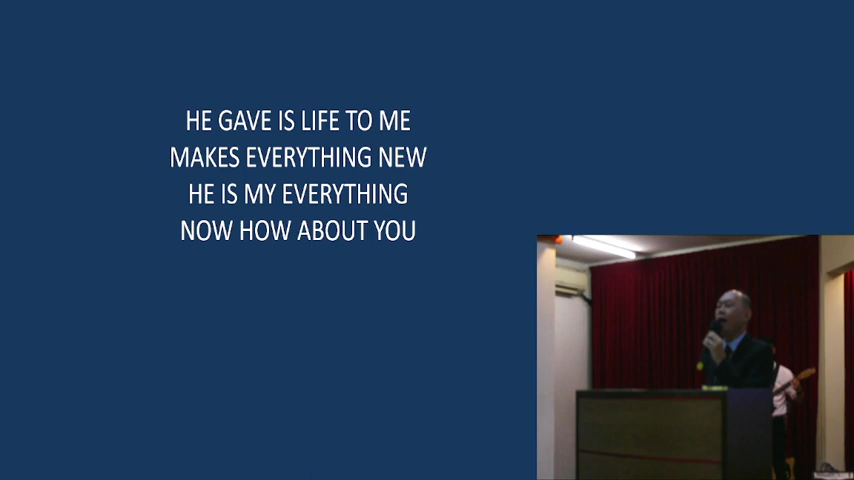 HE GAVE IS LIFE TO ME
MAKES EVERYTHING NEW
HE IS MY EVERYTHING
NOW HOW ABOUT YOU